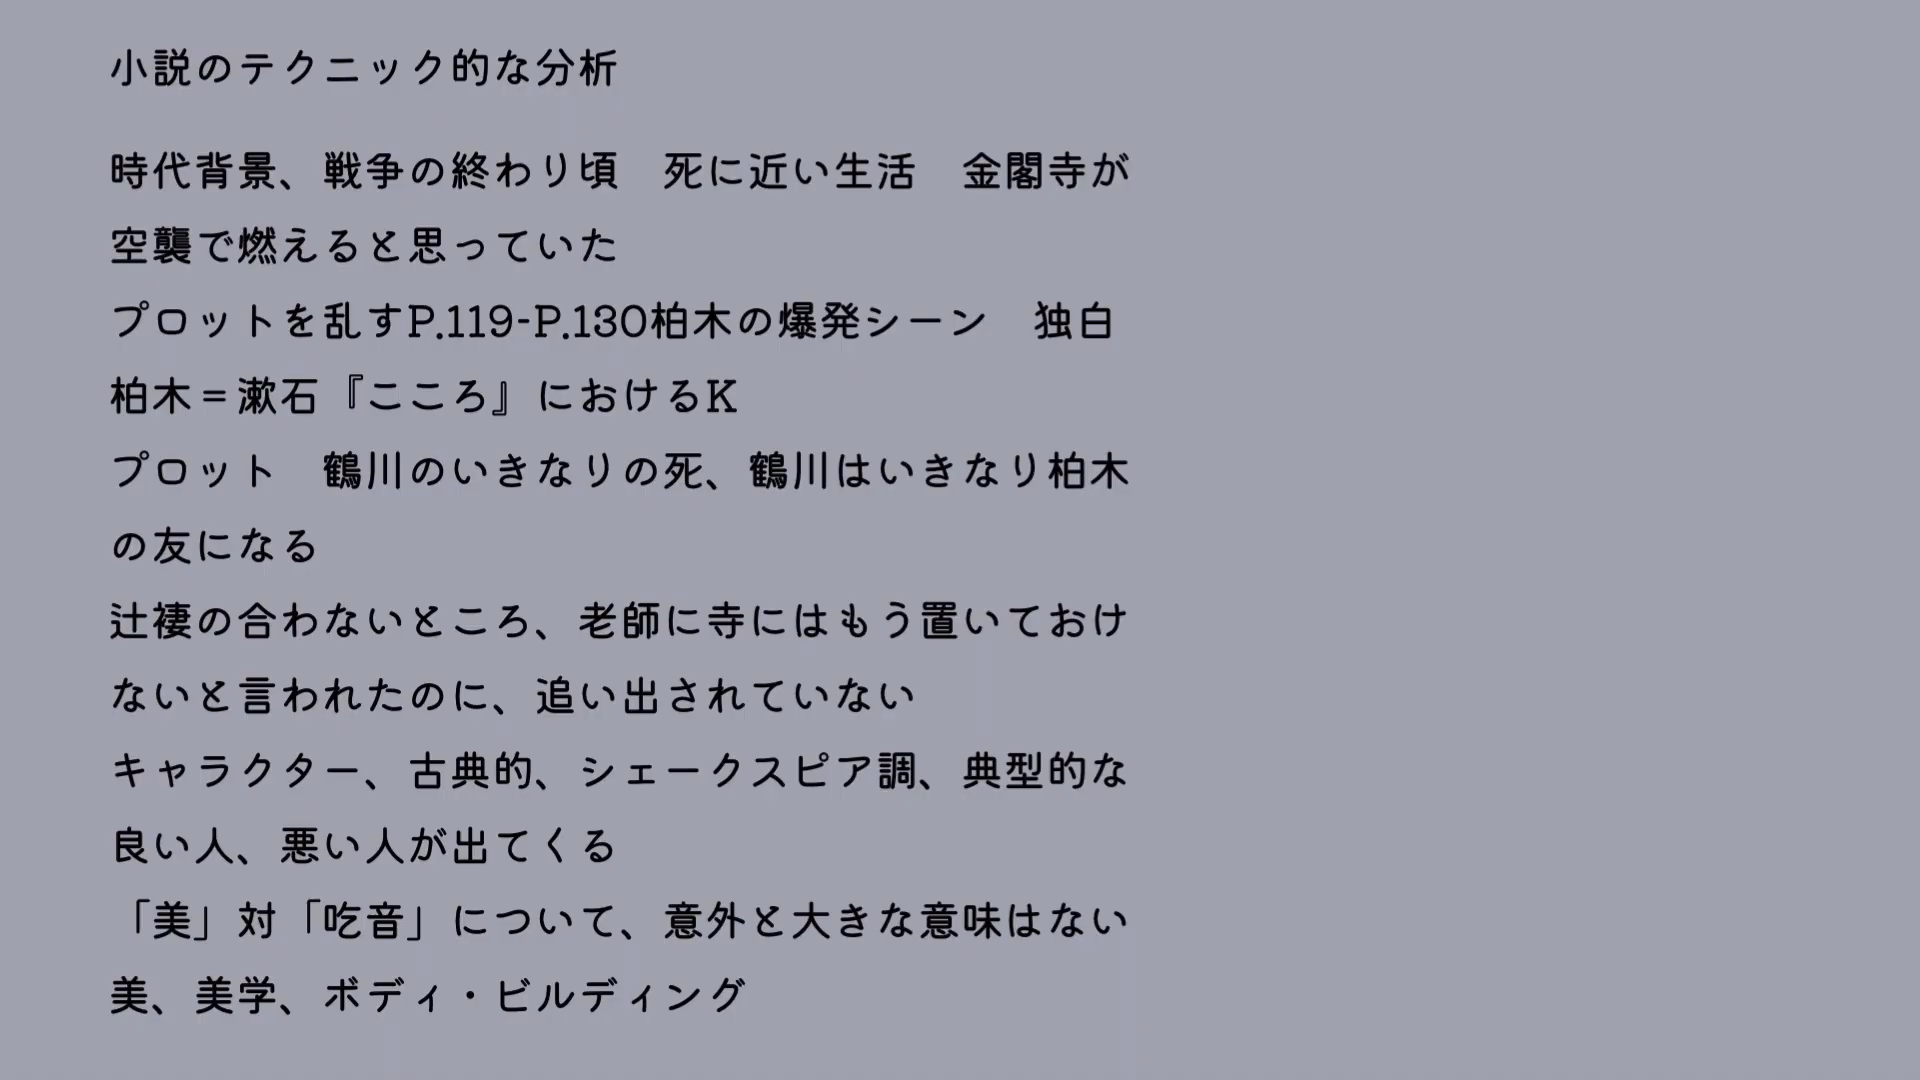 小説のテクニック的な分析
時代背景、戦争の終わり頃　死に近い生活　金閣寺が
空襲で燃えると思っていた
プロットを乱すP.119-P.130柏木の爆発シーン　独白
柏木＝漱石『こころ』におけるK
プロット　鶴川のいきなりの死、鶴川はいきなり柏木
の友になる
辻褄の合わないところ、老師に寺にはもう置いておけ
ないと言われたのに、追い出されていない
キャラクター、古典的、シェークスピア調、典型的な
良い人、悪い人が出てくる
「美」対「吃音」について、意外と大きな意味はない
美、美学、ボディ・ビルディング